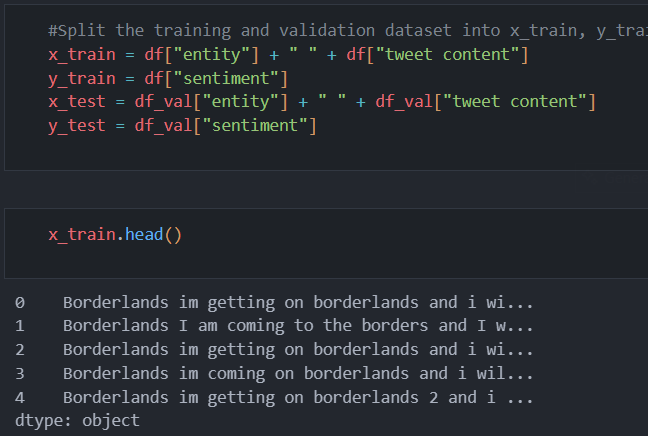 #Split the training and validation dataset into x_train, y_trai
x_train = df["entity"] + " " + df["tweet content"]
y_train = df["sentiment"]
x_test = df_val["entity"] + " " + df_val["tweet content"]
y_test = df_val["sentiment"]
x_train.head()
0    Borderlands im getting on borderlands and i wi...
1    Borderlands I am coming to the borders and I w...
2    Borderlands im getting on borderlands and i wi...
3    Borderlands im coming on borderlands and i wil...
4    Borderlands im getting on borderlands 2 and i ...
dtype: object